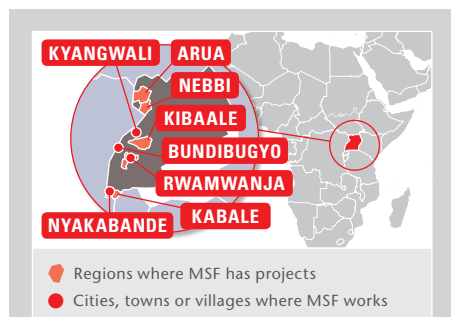 KYANGWALI
ARUA
NEBBI
KIBAALE
BUNDIBUGYO
RWAMWANJA
KABALE
NYAKABANDE
Regions where MSF has projects
Cities, towns or villages where MSF works